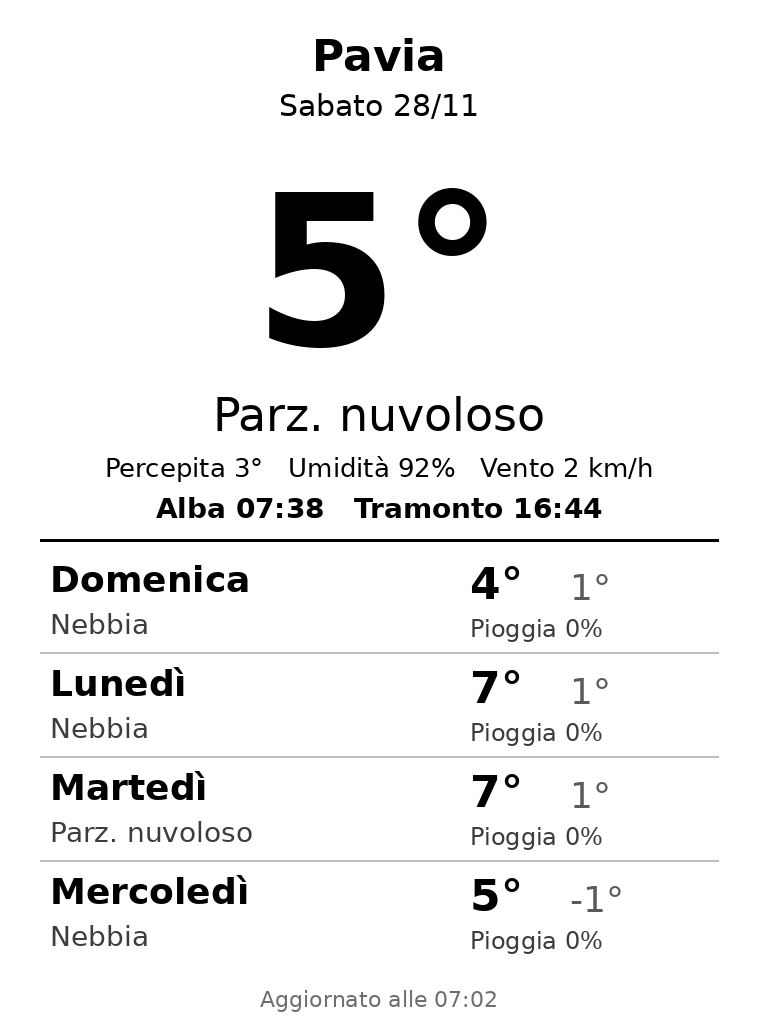 Pavia
Sabato 28/11
5°
Parz. nuvoloso
Percepita 3° Umidità 92% Vento 2 km/h
Alba 07:38 Tramonto 16:44
Domenica 4° 1°
Nebbia Pioggia 0%
Lunedì 7° 1°
Nebbia Pioggia 0%
Martedì 7° 1°
Parz. nuvoloso Pioggia 0%
Mercoledì 5° -1°
Nebbia Pioggia 0%
Aggiornato alle 07:02